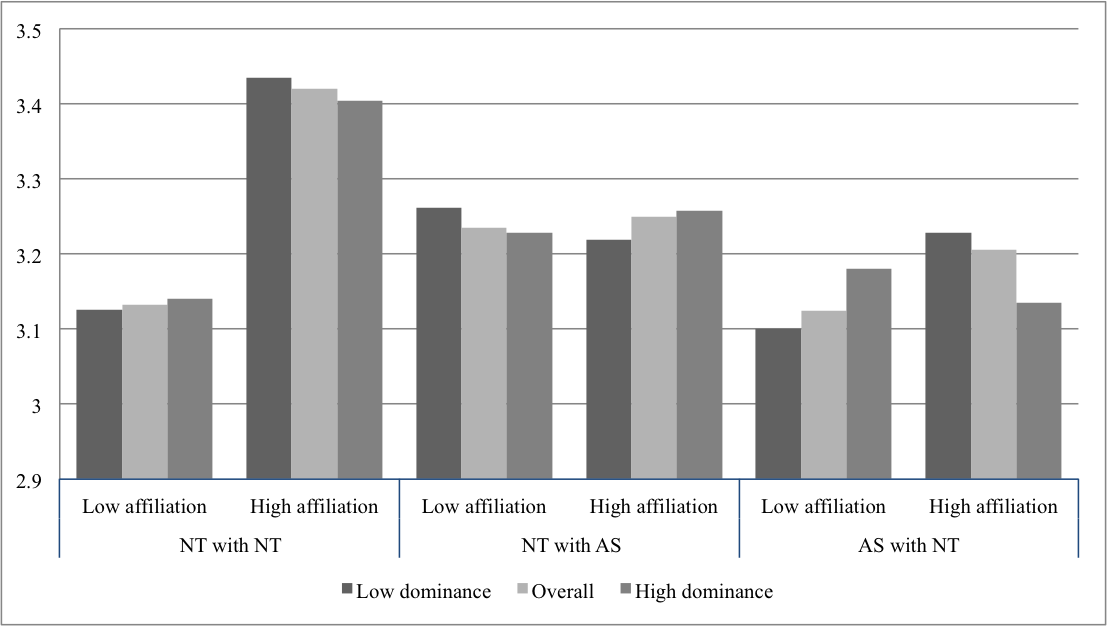 3.5
3.4
3.3
3.2
3.1
3
2.9
Low affiliation High affiliation Low affiliation High affiliation Low affiliation High affiliation
NT with NT NT with AS AS with NT
Low dominance Overall High dominance